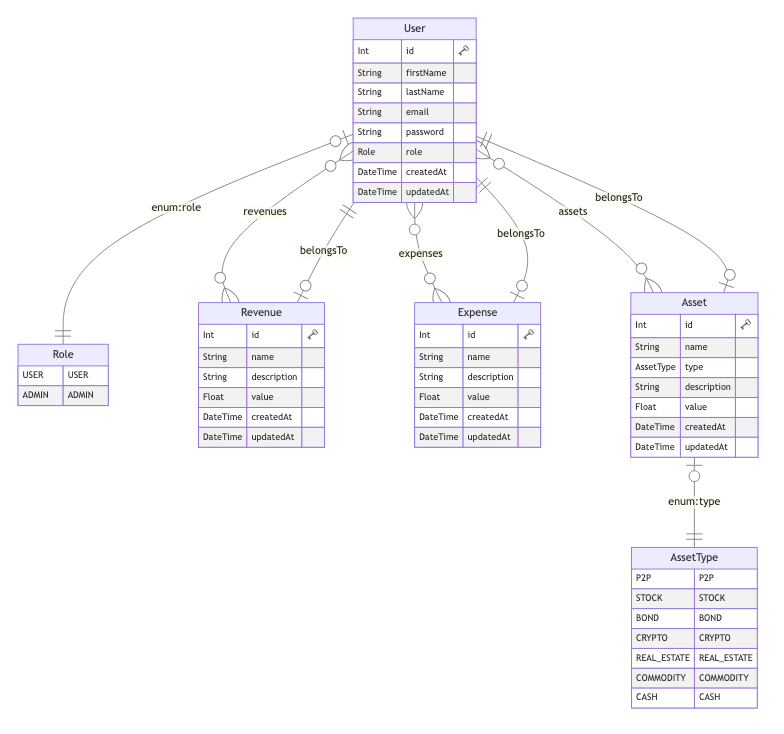 User
Int id
String firstName
String lastName
String email
String password
Role role
DateTime createdAt
DateTime updatedAt
enum:role
revenues
belongsTo
expenses
belongsTo
assets
belongsTo
Role
USER USER
ADMIN ADMIN
Revenue
Int id
String name
String description
Float value
DateTime createdAt
DateTime updatedAt
Expense
Int id
String name
String description
Float value
DateTime createdAt
DateTime updatedAt
Asset
Int id
String name
AssetType type
String description
Float value
DateTime createdAt
DateTime updatedAt
enum:type
AssetType
P2P P2P
STOCK STOCK
BOND BOND
CRYPTO CRYPTO
REAL_ESTATE REAL_ESTATE
COMMODITY COMMODITY
CASH CASH